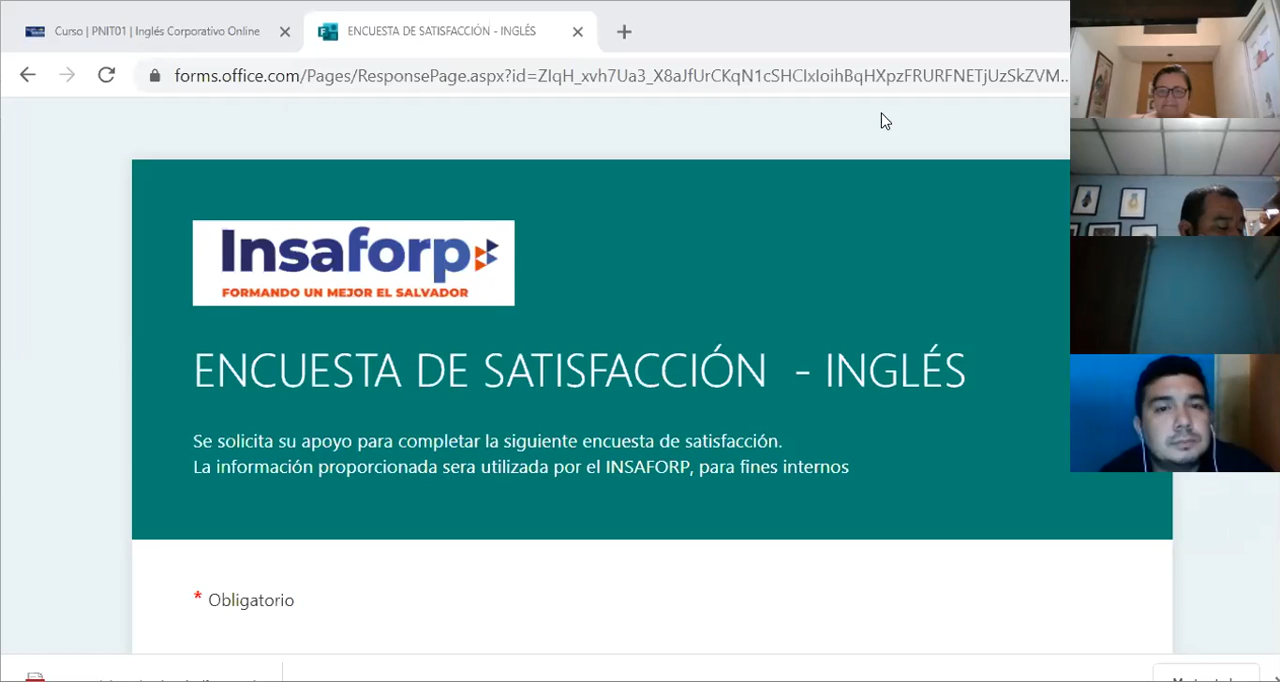 Curso | PNIT01 | Inglés Corporativo Online
ENCUESTA DE SATISFACCIÓN - INGLÉS
forms.office.com/Pages/ResponsePage.aspx?id=ZIqH_xvh7Ua3_X8aJfUrCKqN1cSHCIxIoihBqHXpzFRURFNETjUzSkZVM...
Insaforp
FORMANDO UN MEJOR EL SALVADOR
ENCUESTA DE SATISFACCIÓN - INGLÉS
Se solicita su apoyo para completar la siguiente encuesta de satisfacción.
La información proporcionada sera utilizada por el INSAFORP, para fines internos
* Obligatorio